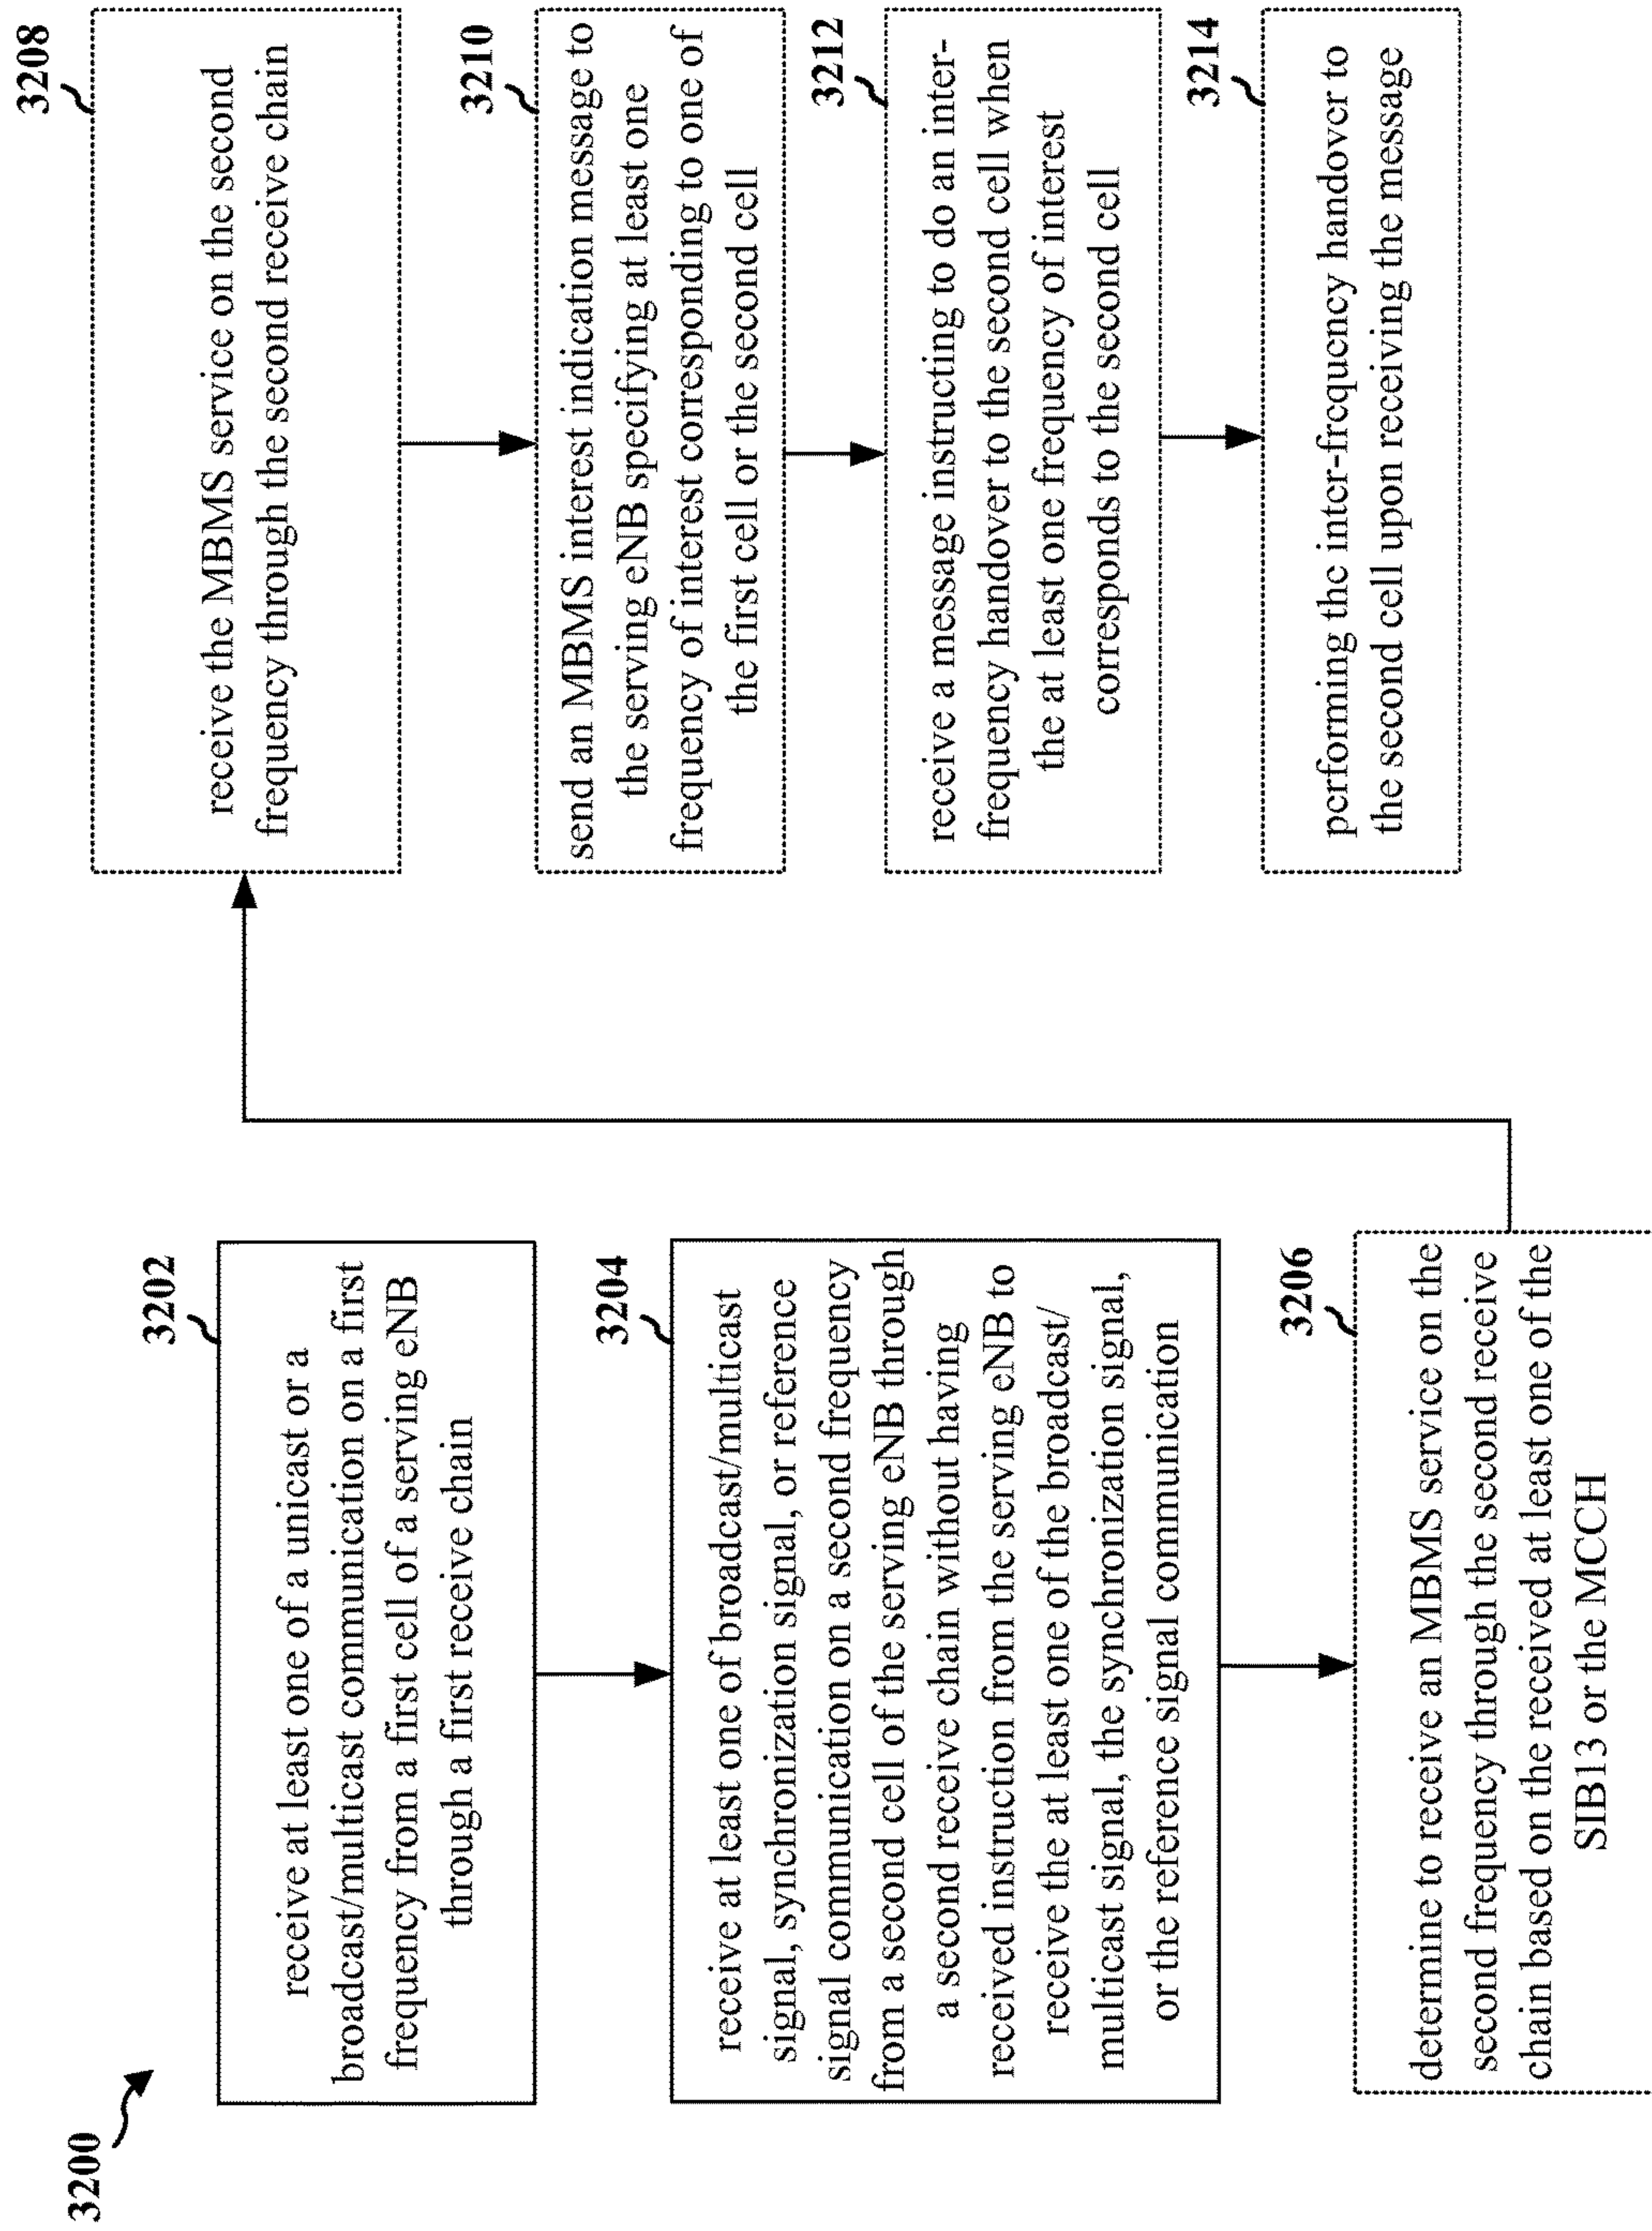 3200
3202
receive at least one of a unicast or a
broadcast/multicast communication on a first
frequency from a first cell of a serving eNB
through a first receive chain
3204
receive at least one of broadcast/multicast
signal, synchronization signal, or reference
signal communication on a second frequency
from a second cell of the serving eNB through
a second receive chain without having
received instruction from the serving eNB to
receive the at least one of the broadcast/
multicast signal, the synchronization signal,
or the reference signal communication
3206
determine to receive an MBMS service on the
second frequency through the second receive
chain based on the received at least one of the
SIB13 or the MCCH
3208
receive the MBMS service on the second
frequency through the second receive chain
3210
send an MBMS interest indication message to
the serving eNB specifying at least one
frequency of interest corresponding to one of
the first cell or the second cell
3212
receive a message instructing to do an inter-
frequency handover to the second cell when
the at least one frequency of interest
corresponds to the second cell
3214
performing the inter-frequency handover to
the second cell upon receiving the message